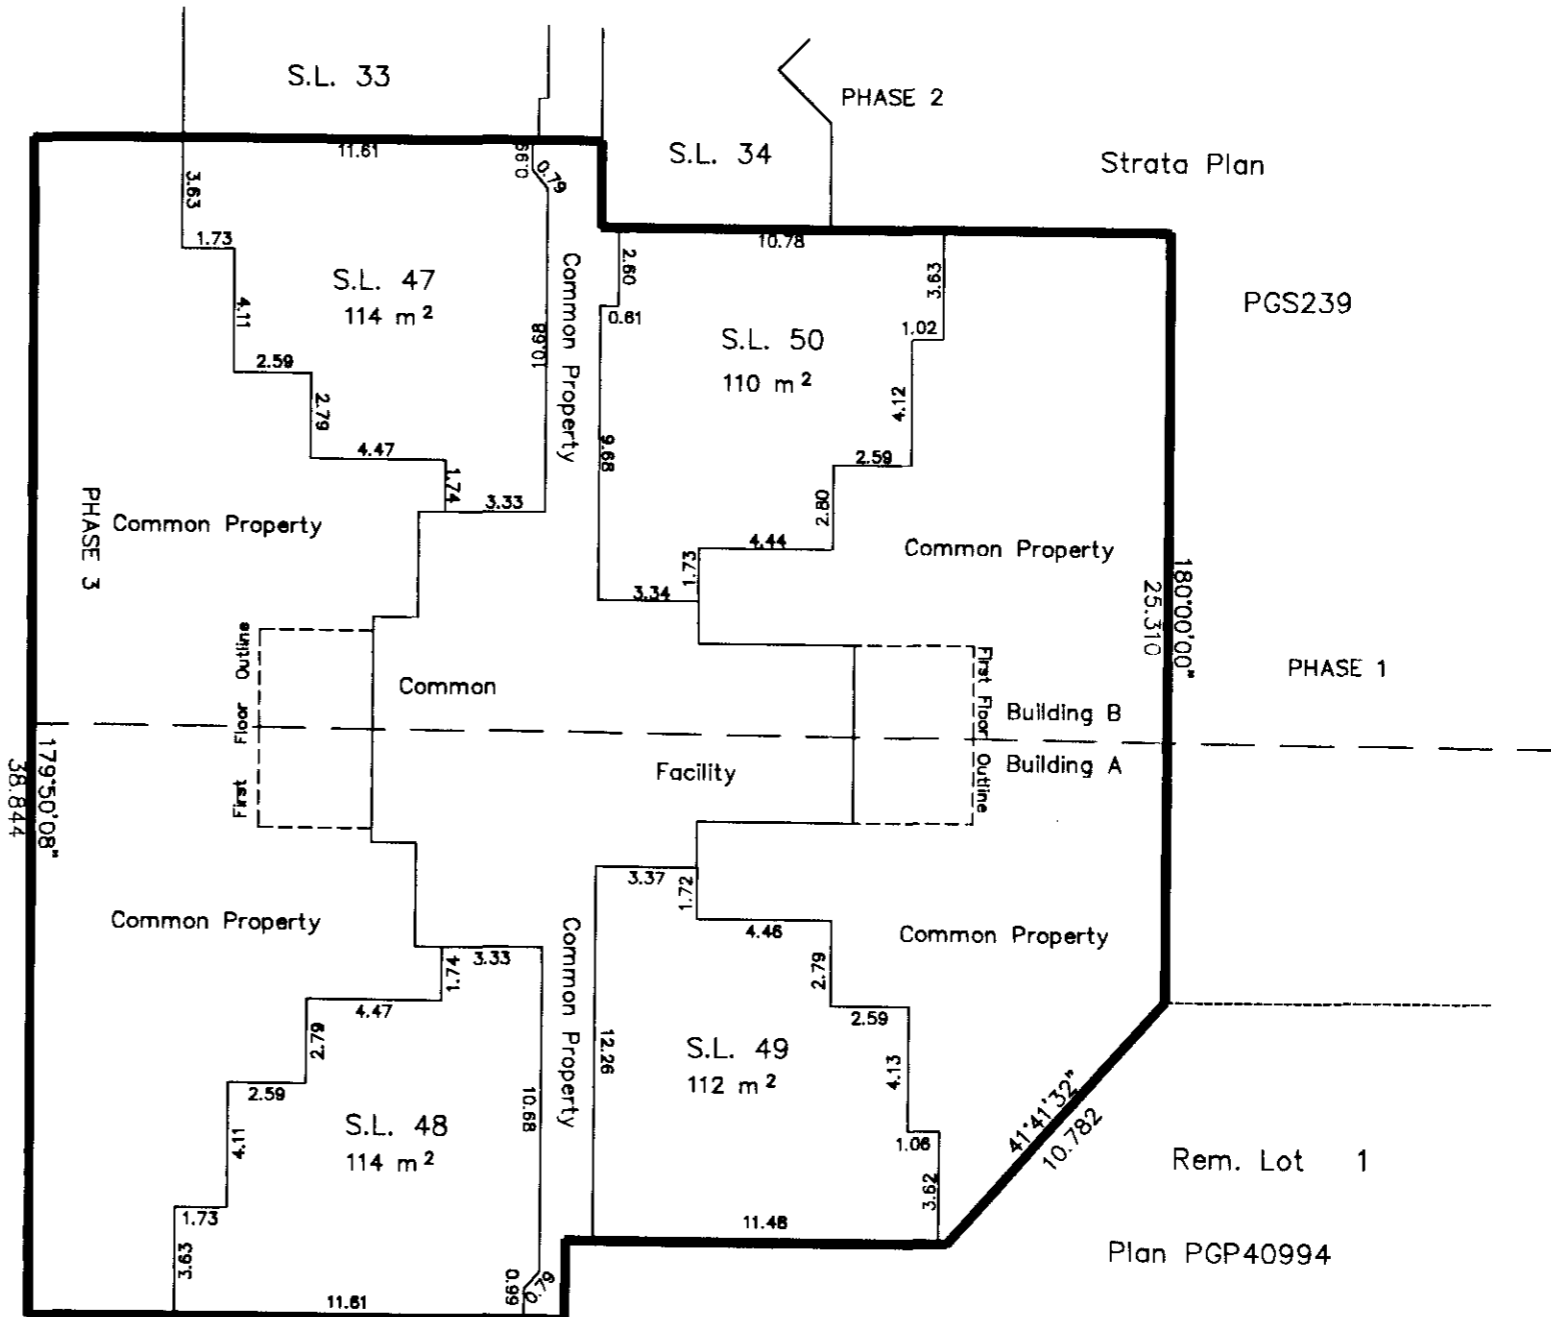 S.L. 33
PHASE 2
S.L. 34
Strata Plan
11.61
0.99
0.79
3.63
1.73
10.78
2.60
3.63
Common Property
S.L. 47
114 m²
4.11
10.68
0.61
1.02
PGS239
S.L. 50
110 m²
2.59
2.79
4.12
4.47
1.74
9.68
2.59
3.33
2.80
PHASE 3
Common Property
4.44
Common Property
1.73
3.34
180°00'00"
25.310
First Floor Outline
First Floor Outline
PHASE 1
Common
Building B
Facility
Building A
179°50'08"
38.844
3.37
1.72
Common Property
4.46
Common Property
Common Property
3.33
1.74
2.79
4.47
2.59
2.79
12.26
S.L. 49
112 m²
4.13
2.59
10.68
S.L. 48
114 m²
4.11
1.06
41°41'32"
10.782
Rem. Lot 1
1.73
3.62
11.48
3.63
0.99
0.79
11.61
Plan PGP40994